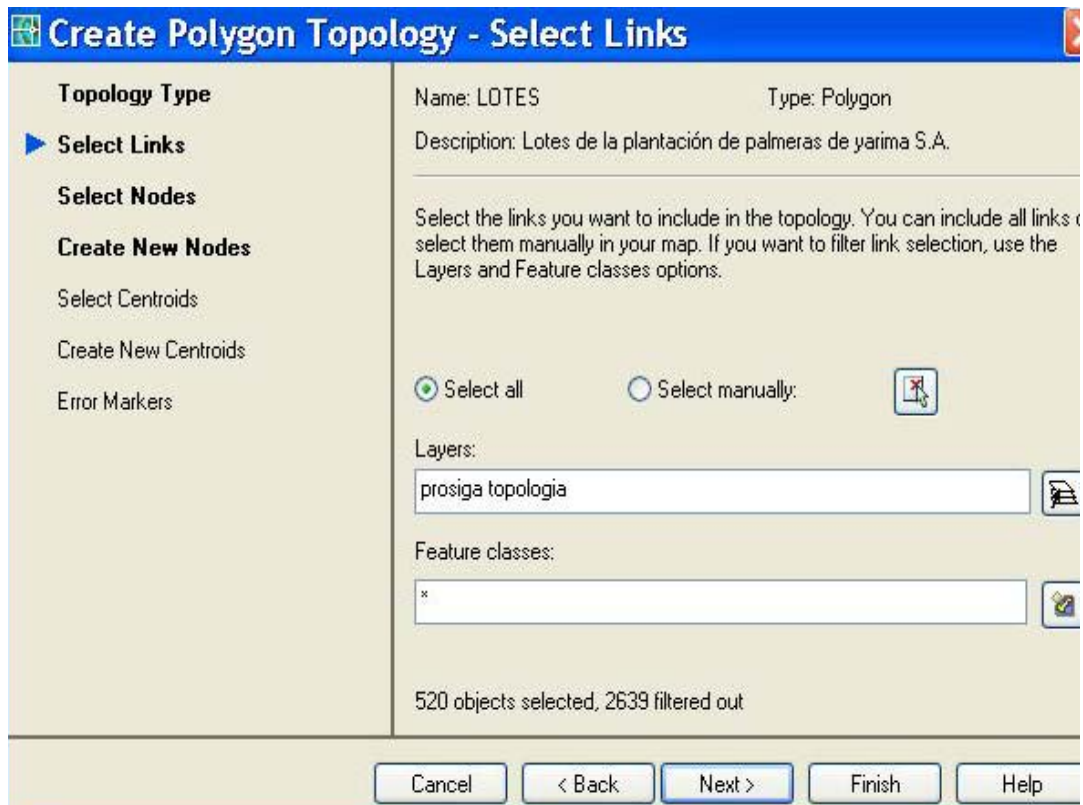 Create Polygon Topology - Select Links
Topology Type
Select Links
Select Nodes
Create New Nodes
Select Centroids
Create New Centroids
Error Markers
Name: LOTES Type: Polygon
Description: Lotes de la plantación de palmeras de yarima S.A.
Select the links you want to include in the topology. You can include all links
select them manually in your map. If you want to filter link selection, use the
Layers and Feature classes options.
Select all Select manually:
Layers:
prosiga topologia
Feature classes:
*
520 objects selected, 2639 filtered out
Cancel < Back Next > Finish Help